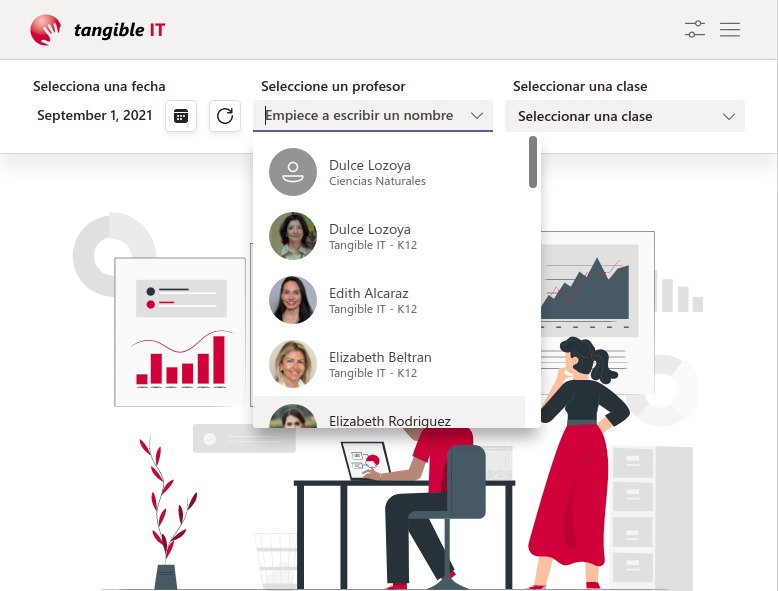 tangible IT
Selecciona una fecha
Seleccione un profesor
Seleccionar una clase
September 1, 2021
Empiece a escribir un nombre
Seleccionar una clase
Dulce Lozoya
Ciencias Naturales
Dulce Lozoya
Tangible IT - K12
Edith Alcaraz
Tangible IT - K12
Elizabeth Beltran
Tangible IT - K12
Elizabeth Rodriguez